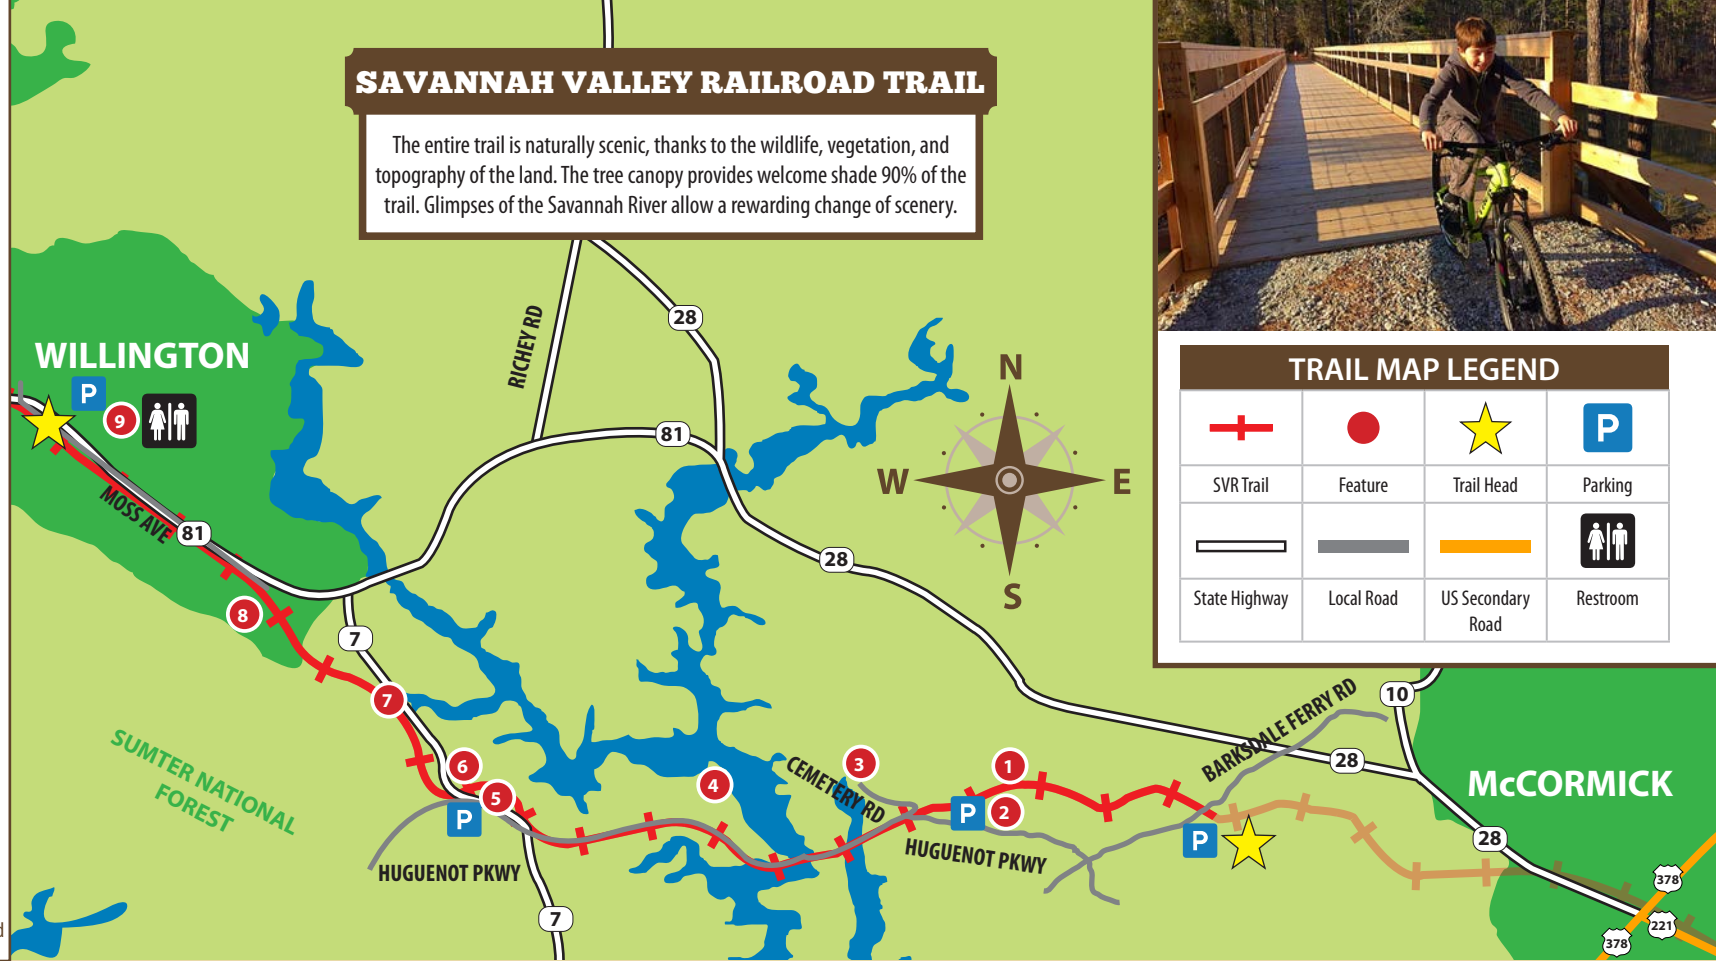 SAVANNAH VALLEY RAILROAD TRAIL
The entire trail is naturally scenic, thanks to the wildlife, vegetation, and
topography of the land. The tree canopy provides welcome shade 90% of the
trail. Glimpses of the Savannah River allow a rewarding change of scenery.
RICHEY RD
28
WILLINGTON
P
9
81
MOSS AVE
81
28
N
W
E
S
8
7
7
SUMTER NATIONAL
FOREST
6
5
P
HUGUENOT PKWY
7
4
CEMETERY RD
3
1
P
2
HUGUENOT PKWY
BARKSDALE FERRY RD
P
10
28
McCORMICK
28
378
221
378
TRAIL MAP LEGEND
P
SVR Trail
Feature
Trail Head
Parking
State Highway
Local Road
US Secondary
Road
Restroom
d